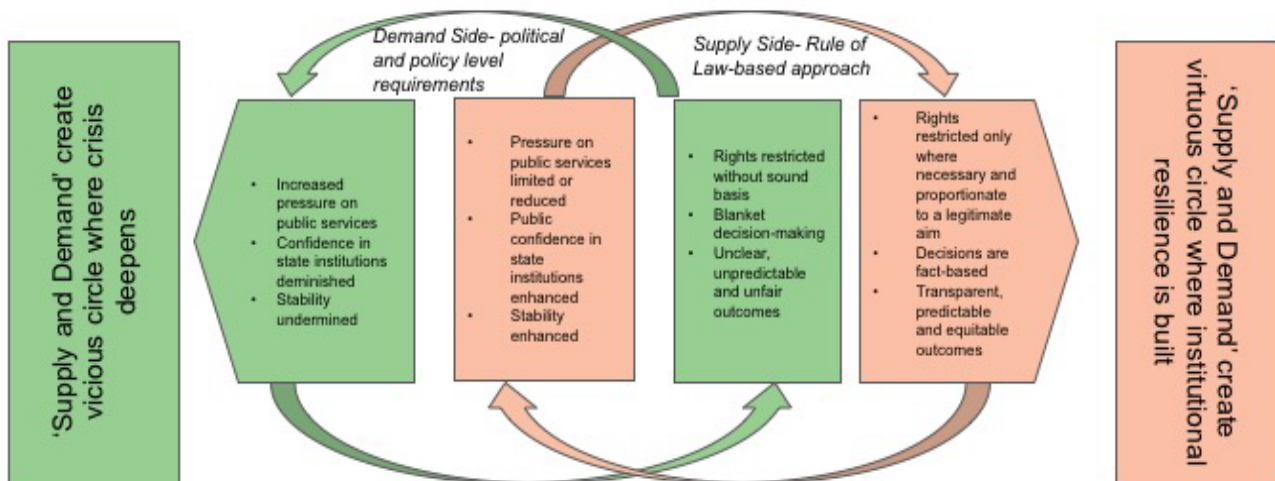 ‘Supply and Demand’ create
vicious circle where crisis
deepens
Demand Side- political
and policy level
requirements
Supply Side- Rule of
Law-based approach
• Increased
pressure on
public services
• Confidence in
state institutions
deminished
• Stability
undermined
• Pressure on
public services
limited or
reduced
• Public
confidence in
state
institutions
enhanced
• Stability
enhanced
• Rights restricted
without sound
basis
• Blanket
decision-making
• Unclear,
unpredictable
and unfair
outcomes
• Rights
restricted only
where
necessary and
proportionate
to a legitimate
aim
• Decisions are
fact-based
• Transparent,
predictable
and equitable
outcomes
‘Supply and Demand’ create
virtuous circle where institutional
resilience is built